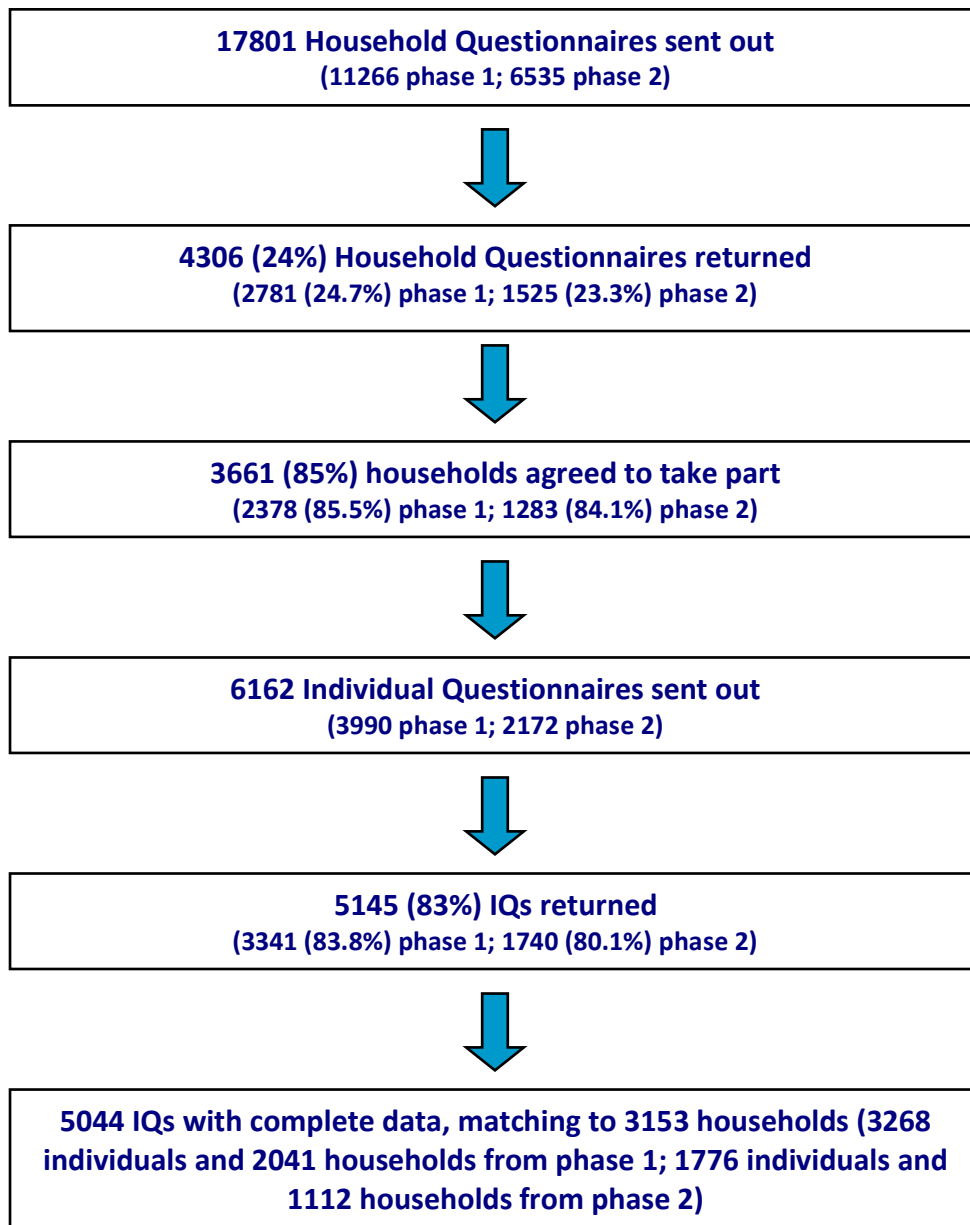 17801 Household Questionnaires sent out
(11266 phase 1; 6535 phase 2)
4306 (24%) Household Questionnaires returned
(2781 (24.7%) phase 1; 1525 (23.3%) phase 2)
3661 (85%) households agreed to take part
(2378 (85.5%) phase 1; 1283 (84.1%) phase 2)
6162 Individual Questionnaires sent out
(3990 phase 1; 2172 phase 2)
5145 (83%) IQs returned
(3341 (83.8%) phase 1; 1740 (80.1%) phase 2)
5044 IQs with complete data, matching to 3153 households (3268
individuals and 2041 households from phase 1; 1776 individuals and
1112 households from phase 2)